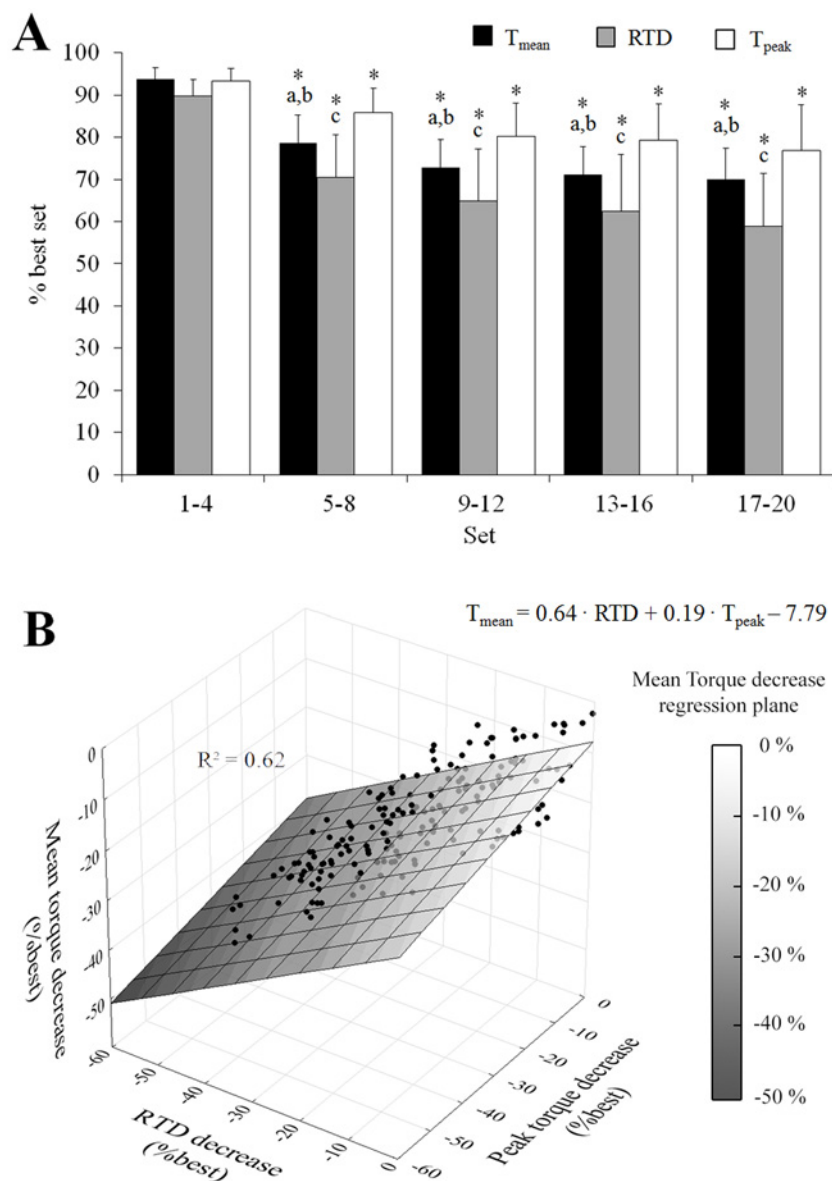 A
T_mean RTD T_peak
100
90
80
70
60
50
40
30
20
10
0
% best set
* a,b * c *
* a,b * c *
* a,b * c *
* a,b * c *
1-4 5-8 9-12 13-16 17-20
Set
B
T_mean = 0.64 · RTD + 0.19 · T_peak – 7.79
R² = 0.62
Mean torque decrease
(%best)
0
-10
-20
-30
-40
-50
-60
-50
-40
-30
-20
-10
0
RTD decrease
(%best)
0
-10
-20
-30
-40
-50
-60
Peak torque decrease
(%best)
Mean Torque decrease
regression plane
0 %
-10 %
-20 %
-30 %
-40 %
-50 %